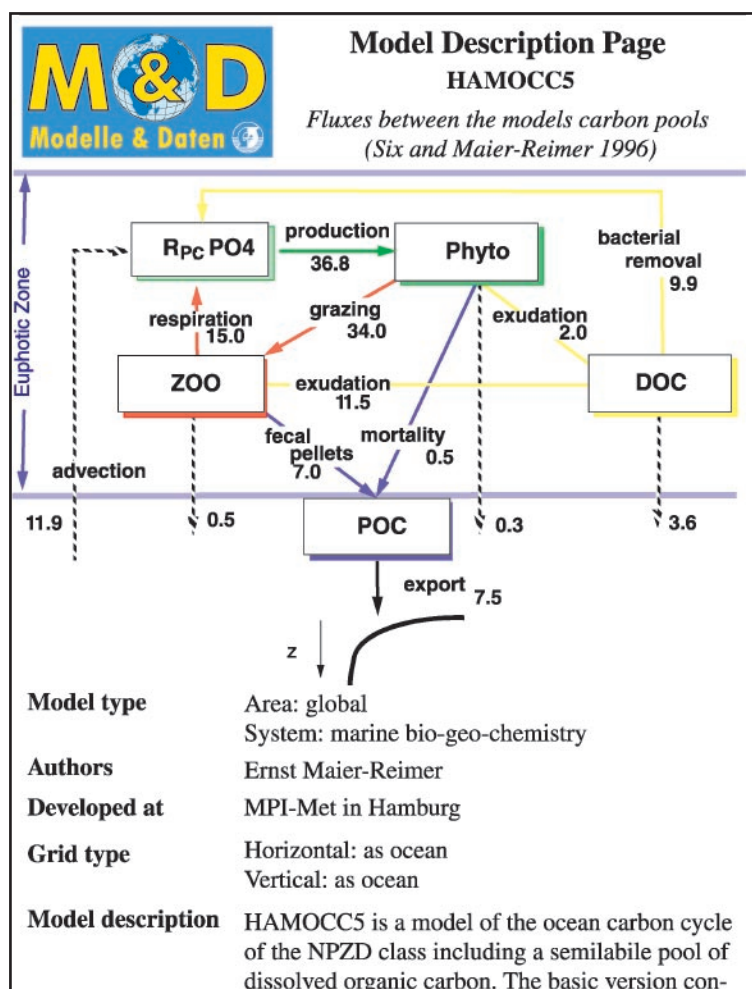 M&D
Modelle & Daten
Model Description Page
HAMOCC5
Fluxes between the models carbon pools
(Six and Maier-Reimer 1996)
Euphotic Zone
RPC PO4
production
36.8
Phyto
bacterial
removal
9.9
respiration
15.0
grazing
34.0
exudation
2.0
ZOO
exudation
11.5
DOC
fecal
pellets
7.0
mortality
0.5
advection
11.9
0.5
POC
0.3
3.6
export
7.5
z
Model type
Area: global
System: marine bio-geo-chemistry
Authors
Ernst Maier-Reimer
Developed at
MPI-Met in Hamburg
Grid type
Horizontal: as ocean
Vertical: as ocean
Model description
HAMOCC5 is a model of the ocean carbon cycle
of the NPZD class including a semilabile pool of
dissolved organic carbon. The basic version con-